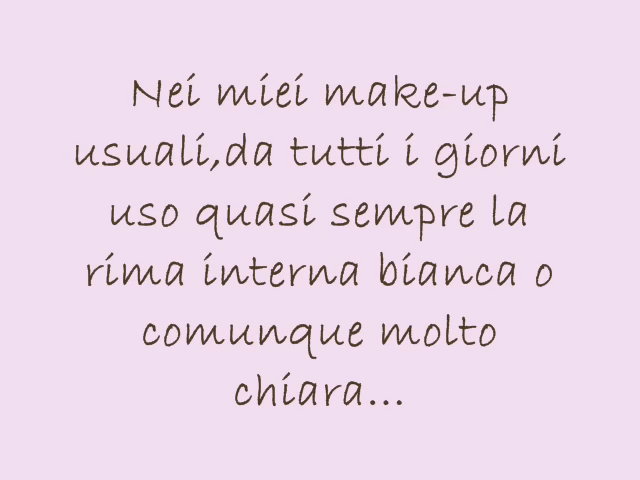 Nei miei make-up
usuali,da tutti i giorni
uso quasi sempre la
rima interna bianca o
comunque molto
chiara...